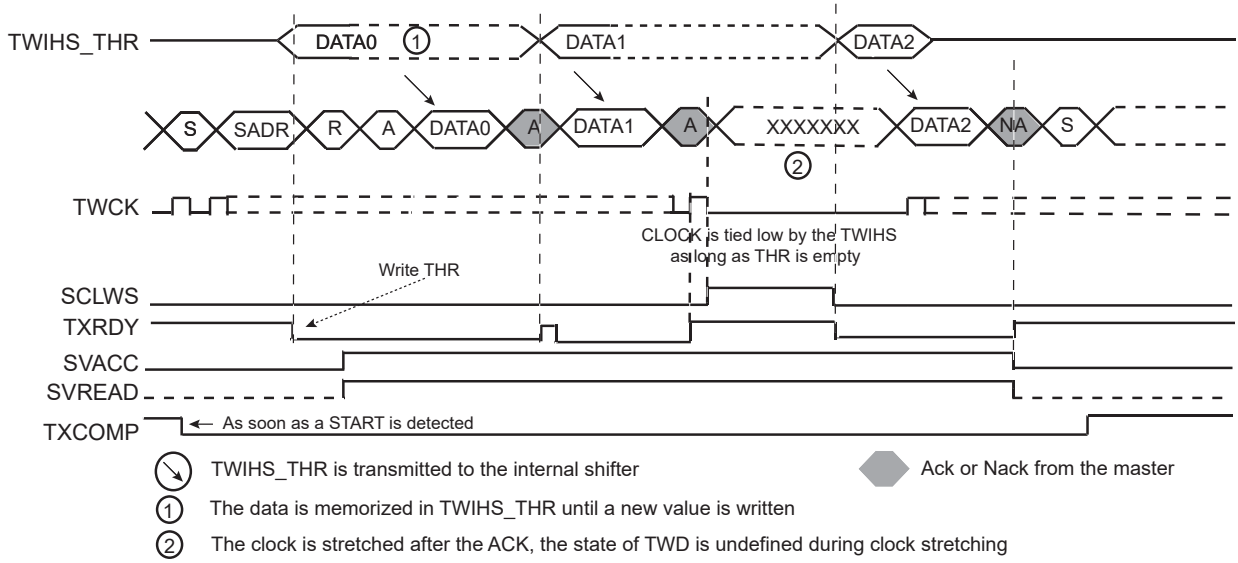 TWIHS_THR DATA0 1 DATA1 DATA2
S SADR R A DATA0 A DATA1 A XXXXXXX DATA2 NA S
2
TWCK
CLOCK is tied low by the TWIHS
as long as THR is empty
Write THR
SCLWS
TXRDY
SVACC
SVREAD
TXCOMP As soon as a START is detected
TWIHS_THR is transmitted to the internal shifter Ack or Nack from the master
1 The data is memorized in TWIHS_THR until a new value is written
2 The clock is stretched after the ACK, the state of TWD is undefined during clock stretching